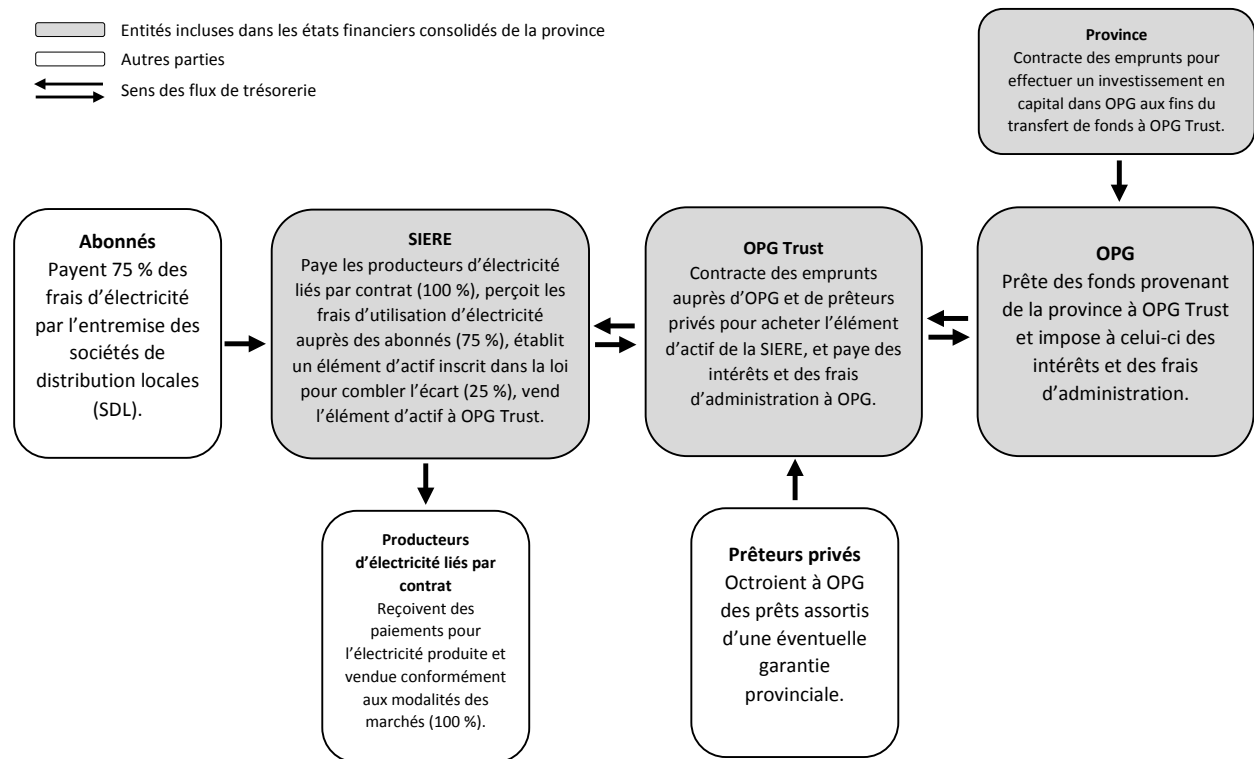 Entités incluses dans les états financiers consolidés de la province
Autres parties
Sens des flux de trésorerie
Province
Contracte des emprunts pour
effectuer un investissement en
capital dans OPG aux fins du
transfert de fonds à OPG Trust.
Abonnés
Payent 75 % des
frais d’électricité
par l’entremise des
sociétés de
distribution locales
(SDL).
SIERE
Paye les producteurs d’électricité
liés par contrat (100 %), perçoit les
frais d’utilisation d’électricité
auprès des abonnés (75 %), établit
un élément d’actif inscrit dans la loi
pour combler l’écart (25 %), vend
l’élément d’actif à OPG Trust.
OPG Trust
Contracte des emprunts
auprès d’OPG et de prêteurs
privés pour acheter l’élément
d’actif de la SIERE, et paye des
intérêts et des frais
d’administration à OPG.
OPG
Prête des fonds provenant
de la province à OPG Trust
et impose à celui-ci des
intérêts et des frais
d’administration.
Producteurs
d’électricité liés par
contrat
Reçoivent des
paiements pour
l’électricité produite et
vendue conformément
aux modalités des
marchés (100 %).
Prêteurs privés
Octroient à OPG
des prêts assortis
d’une éventuelle
garantie
provinciale.